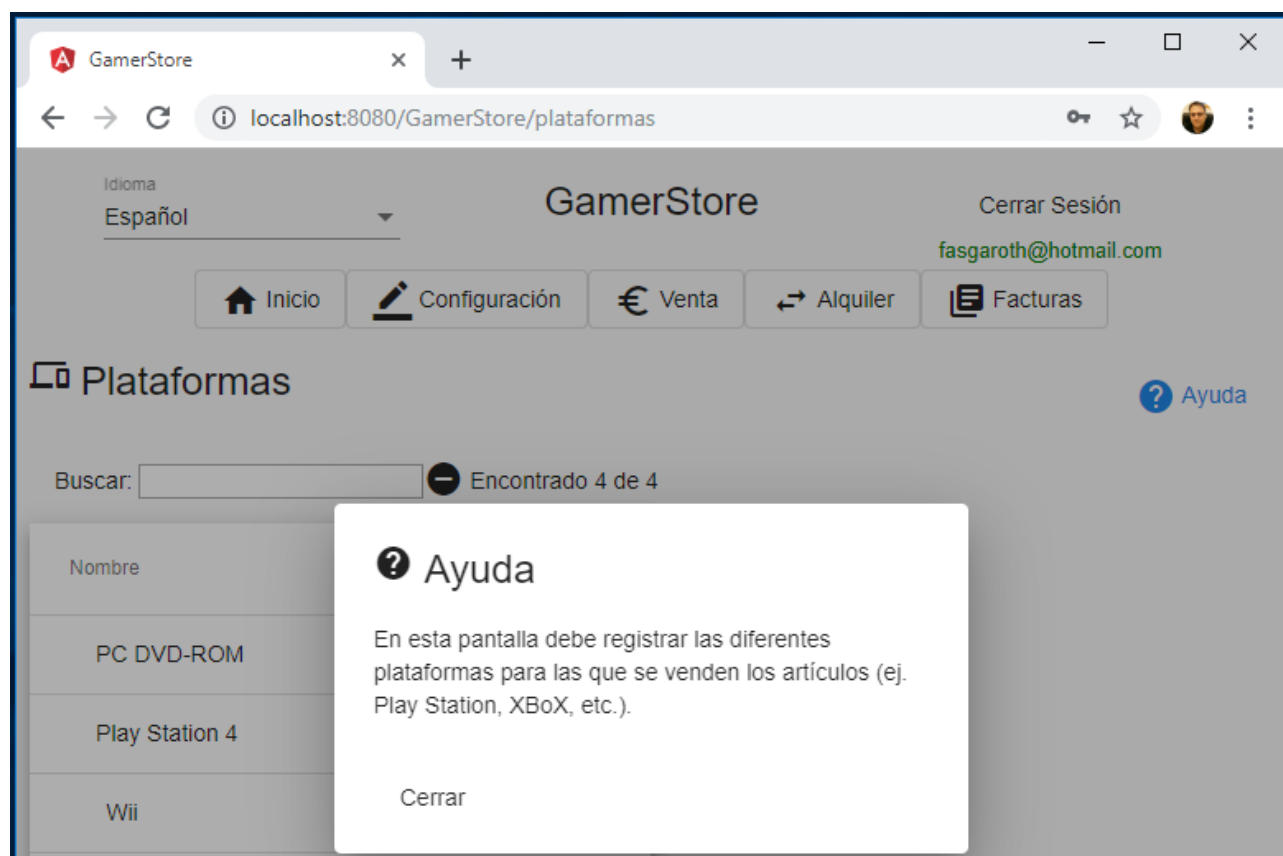 GamerStore
localhost:8080/GamerStore/plataformas
Idioma
Español
GamerStore
Cerrar Sesión
fasgaroth@hotmail.com
Inicio
Configuración
Venta
Alquiler
Facturas
Plataformas
Ayuda
Buscar:
Encontrado 4 de 4
Nombre
PC DVD-ROM
Play Station 4
Wii
Ayuda
En esta pantalla debe registrar las diferentes
plataformas para las que se venden los artículos (ej.
Play Station, XBoX, etc.).
Cerrar